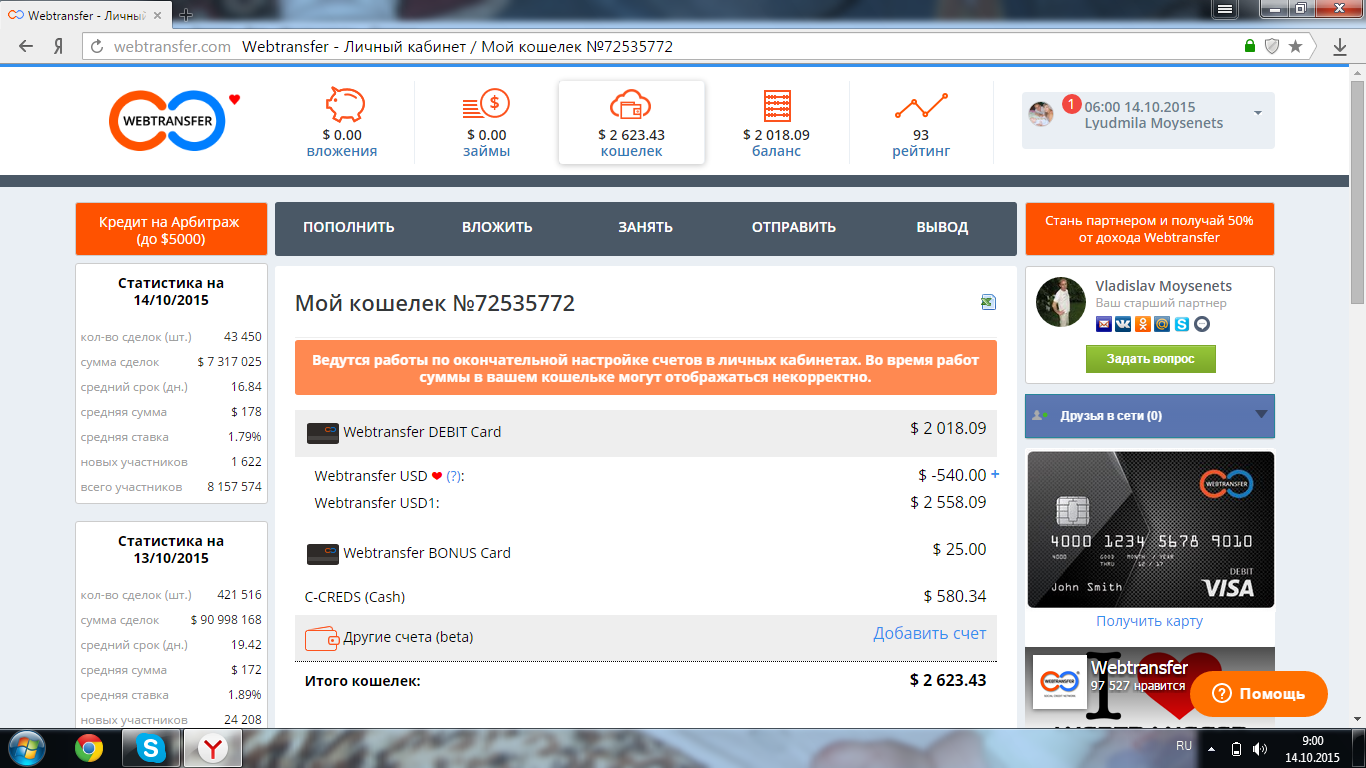 Webtransfer - Личный
webtransfer.com Webtransfer - Личный кабинет / Мой кошелек №72535772
WEBTRANSFER
$ 0.00
вложения
$ 0.00
займы
$ 2 623.43
кошелек
$ 2 018.09
баланс
93
рейтинг
1
06:00 14.10.2015
Lyudmila Moysenets
Кредит на Арбитраж
(до $5000)
Статистика на
14/10/2015
кол-во сделок (шт.) 43 450
сумма сделок $ 7 317 025
средний срок (дн.) 16.84
средняя сумма $ 178
средняя ставка 1.79%
новых участников 1 622
всего участников 8 157 574
Статистика на
13/10/2015
кол-во сделок (шт.) 421 516
сумма сделок $ 90 998 168
средний срок (дн.) 19.42
средняя сумма $ 172
средняя ставка 1.89%
новых участников 24 208
ПОПОЛНИТЬ ВЛОЖИТЬ ЗАНЯТЬ ОТПРАВИТЬ ВЫВОД
Мой кошелек №72535772
Ведутся работы по окончательной настройке счетов в личных кабинетах. Во время работ
суммы в вашем кошельке могут отображаться некорректно.
Webtransfer DEBIT Card $ 2 018.09
Webtransfer USD (?): $ -540.00 +
Webtransfer USD1: $ 2 558.09
Webtransfer BONUS Card $ 25.00
C-CREDS (Cash) $ 580.34
Другие счета (beta) Добавить счет
Итого кошелек: $ 2 623.43
Стань партнером и получай 50%
от дохода Webtransfer
Vladislav Moysenets
Ваш старший партнер
Задать вопрос
Друзья в сети (0)
WEBTRANSFER
4000 1234 5678 9010
4000 GOOD THRU MONTH / YEAR 12 / 17
DEBIT
John Smith VISA
Получить карту
WEBTRANSFER
Webtransfer
97 527 нравится
I
Помощь
RU
9:00
14.10.2015